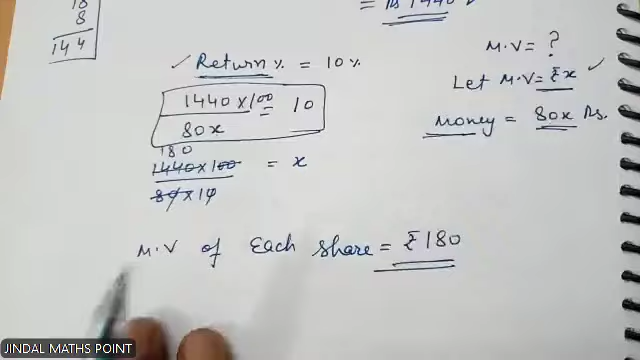 18
8
144
= Rs 1440
M.V = ?
✓ Return % = 10%
Let M.V = ₹x ✓
1440 x 100 = 10
80x
money = 80x Rs.
180
1440 x 100 = x
80 x 10
M.V of Each share = ₹180
JINDAL MATHS POINT